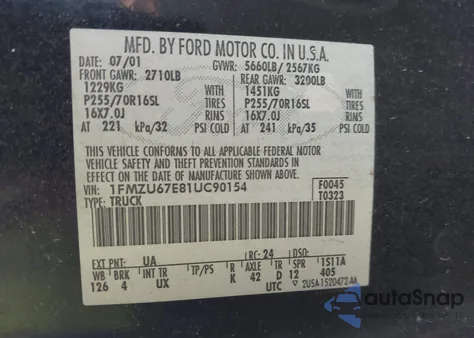 MFD. BY FORD MOTOR CO. IN U.S.A.
DATE: 07/01 GVWR: 5660LB/ 2567KG
FRONT GAWR: 2710LB REAR GAWR: 3200LB
1229KG WITH 1451KG WITH
P255/70R16SL TIRES P255/70R16SL TIRES
16X7.0J RIMS 16X7.0J RIMS
AT 221 kPa/32 PSI COLD AT 241 kPa/35 PSI COLD
THIS VEHICLE CONFORMS TO ALL APPLICABLE FEDERAL MOTOR
VEHICLE SAFETY AND THEFT PREVENTION STANDARDS IN
EFFECT ON THE DATE OF MANUFACTURE SHOWN ABOVE.
VIN: 1FMZU67E81UC90154 F0045
TYPE: TRUCK T0323
EXT PNT: UA RC: 24 DSO:
WB BRK INT TR TP/PS R AXLE TR SPR 1S11A
126 4 UX K 42 D 12 405
UTC ▽ 2U5A-1520472-AA
autoSnap